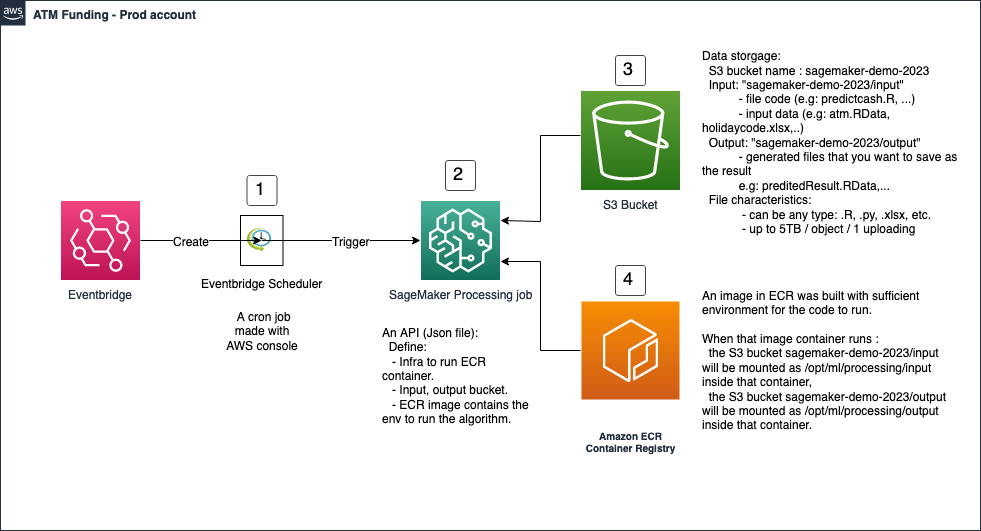 aws
ATM Funding - Prod account
1
2
3
4
Eventbridge
Create
Eventbridge Scheduler
A cron job
made with
AWS console
Trigger
SageMaker Processing job
An API (Json file):
Define:
- Infra to run ECR
container.
- Input, output bucket.
- ECR image contains the
env to run the algorithm.
S3 Bucket
Data storgage:
S3 bucket name : sagemaker-demo-2023
Input: "sagemaker-demo-2023/input"
- file code (e.g: predictcash.R, ...)
- input data (e.g: atm.RData,
holidaycode.xlsx,..)
Output: "sagemaker-demo-2023/output"
- generated files that you want to save as
the result
e.g: preditedResult.RData,...
File characteristics:
- can be any type: .R, .py, .xlsx, etc.
- up to 5TB / object / 1 uploading
Amazon ECR
Container Registry
An image in ECR was built with sufficient
environment for the code to run.
When that image container runs :
the S3 bucket sagemaker-demo-2023/input
will be mounted as /opt/ml/processing/input
inside that container,
the S3 bucket sagemaker-demo-2023/output
will be mounted as /opt/ml/processing/output
inside that container.